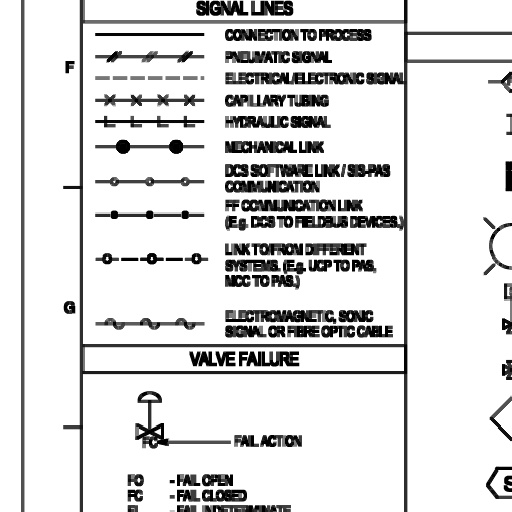 SIGNAL LINES
CONNECTION TO PROCESS
F
PNEUMATIC SIGNAL
ELECTRICAL/ELECTRONIC SIGNAL
CAPILLARY TUBING
HYDRAULIC SIGNAL
MECHANICAL LINK
DCS SOFTWARE LINK / SIS-PAS
COMMUNICATION
FF COMMUNICATION LINK
(E.g. DCS TO FIELDBUS DEVICES.)
LINK TO/FROM DIFFERENT
SYSTEMS. (E.g. UCP TO PAS,
MCC TO PAS.)
G
ELECTROMAGNETIC, SONIC
SIGNAL OR FIBRE OPTIC CABLE
VALVE FAILURE
FC
FAIL ACTION
FO - FAIL OPEN
FC - FAIL CLOSED